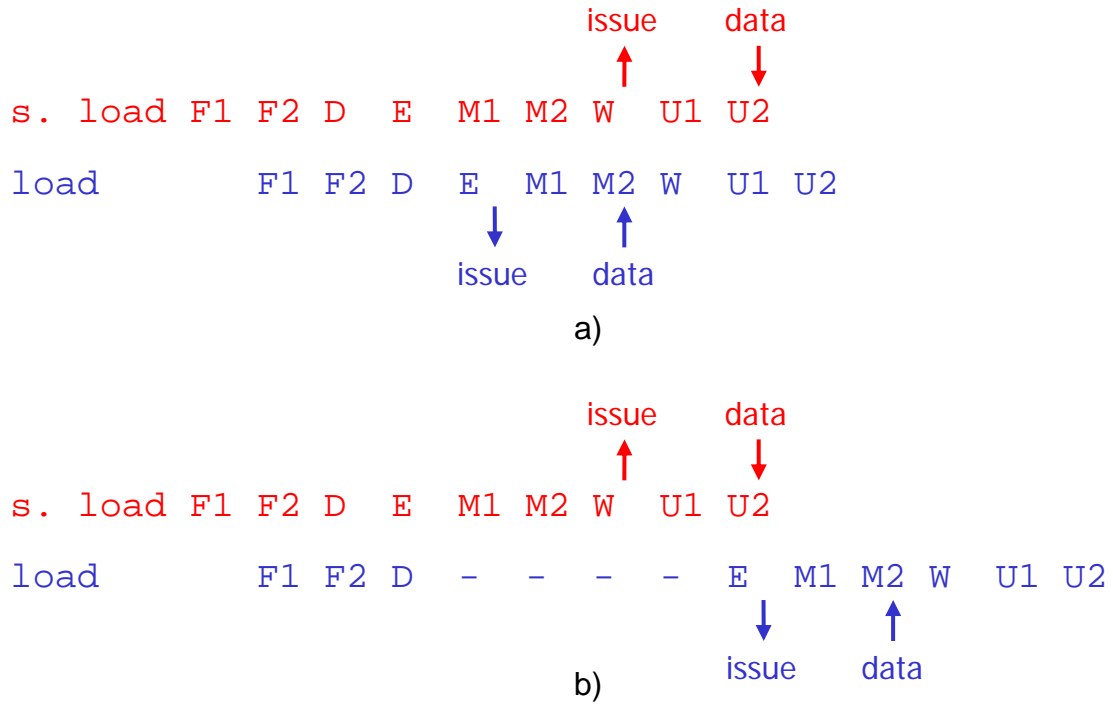 issue data
s. load F1 F2 D E M1 M2 W U1 U2
load F1 F2 D E M1 M2 W U1 U2
issue data
a)
issue data
s. load F1 F2 D E M1 M2 W U1 U2
load F1 F2 D - - - - E M1 M2 W U1 U2
issue data
b)